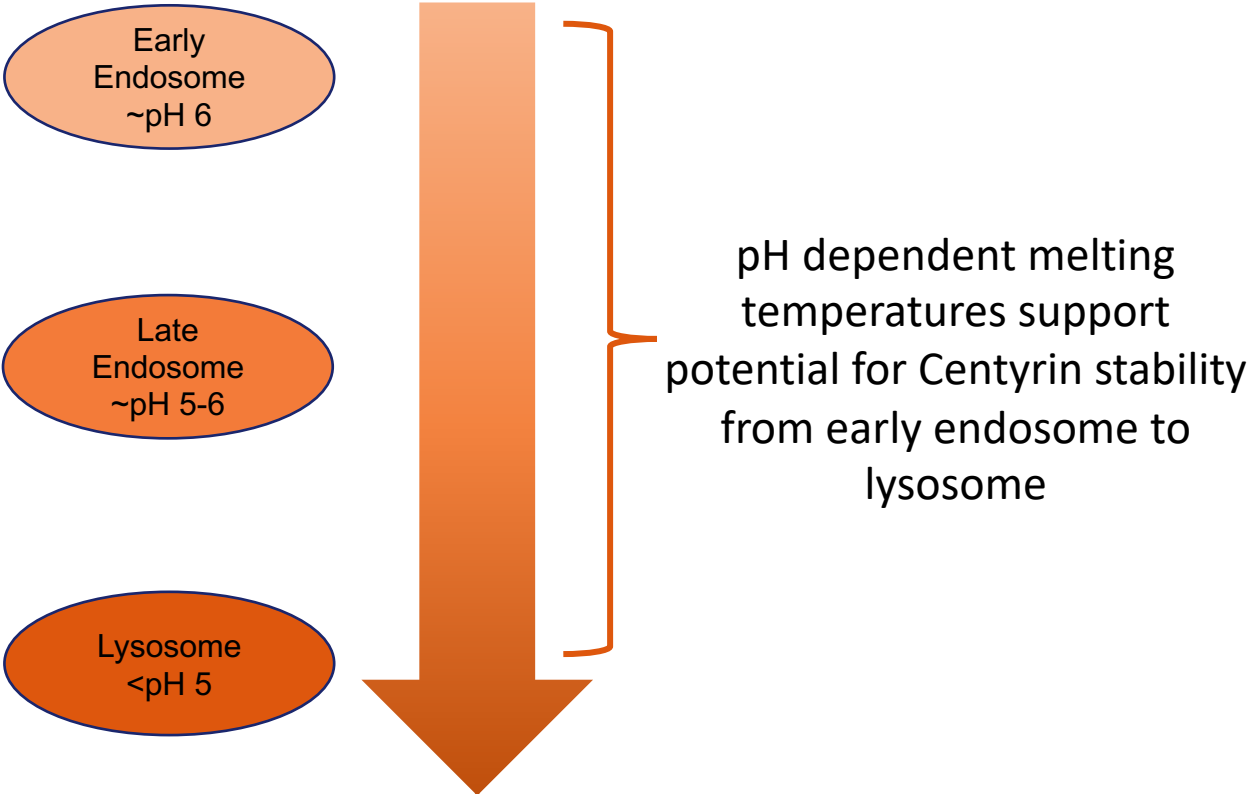 Early
Endosome
~pH 6
Late
Endosome
~pH 5-6
Lysosome
<pH 5
pH dependent melting
temperatures support
potential for Centyrin stability
from early endosome to
lysosome